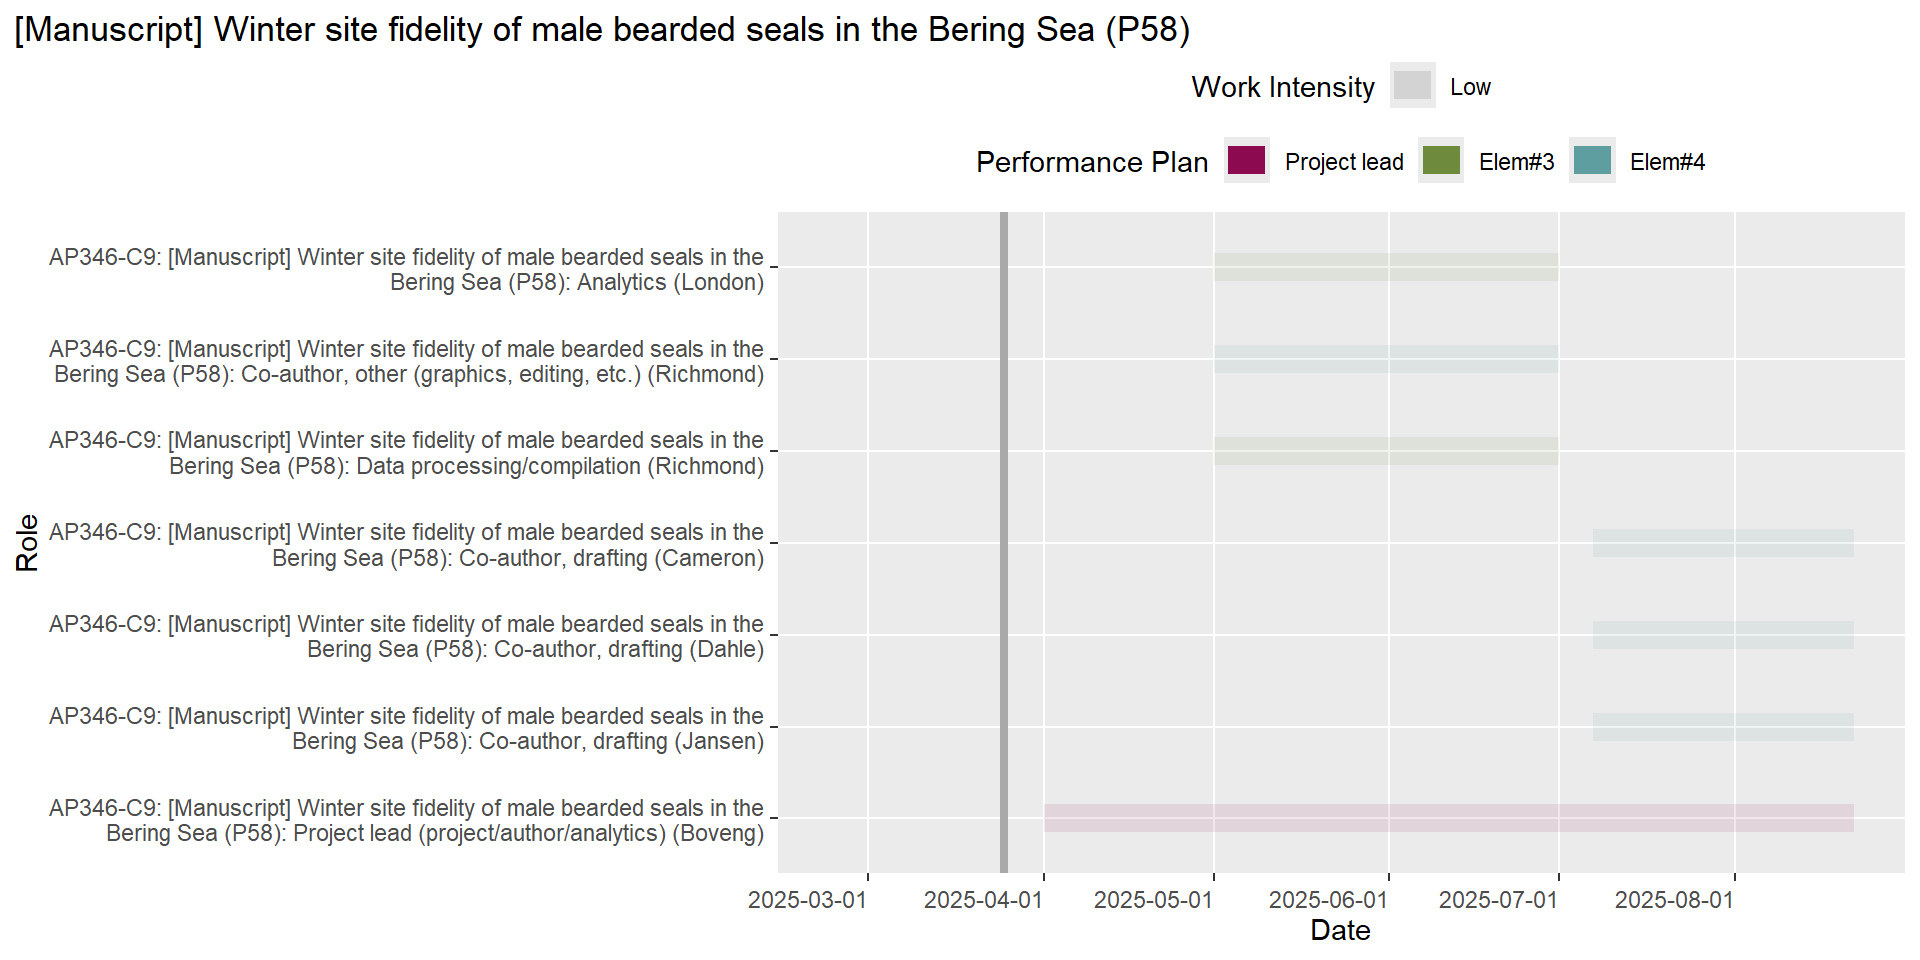 [Manuscript] Winter site fidelity of male bearded seals in the Bering Sea (P58)
Work Intensity Low
Performance Plan Project lead Elem#3 Elem#4
AP346-C9: [Manuscript] Winter site fidelity of male bearded seals in the
Bering Sea (P58): Analytics (London)
AP346-C9: [Manuscript] Winter site fidelity of male bearded seals in the
Bering Sea (P58): Co-author, other (graphics, editing, etc.) (Richmond)
AP346-C9: [Manuscript] Winter site fidelity of male bearded seals in the
Bering Sea (P58): Data processing/compilation (Richmond)
Role
AP346-C9: [Manuscript] Winter site fidelity of male bearded seals in the
Bering Sea (P58): Co-author, drafting (Cameron)
AP346-C9: [Manuscript] Winter site fidelity of male bearded seals in the
Bering Sea (P58): Co-author, drafting (Dahle)
AP346-C9: [Manuscript] Winter site fidelity of male bearded seals in the
Bering Sea (P58): Co-author, drafting (Jansen)
AP346-C9: [Manuscript] Winter site fidelity of male bearded seals in the
Bering Sea (P58): Project lead (project/author/analytics) (Boveng)
2025-03-01 2025-04-01 2025-05-01 2025-06-01 2025-07-01 2025-08-01
Date